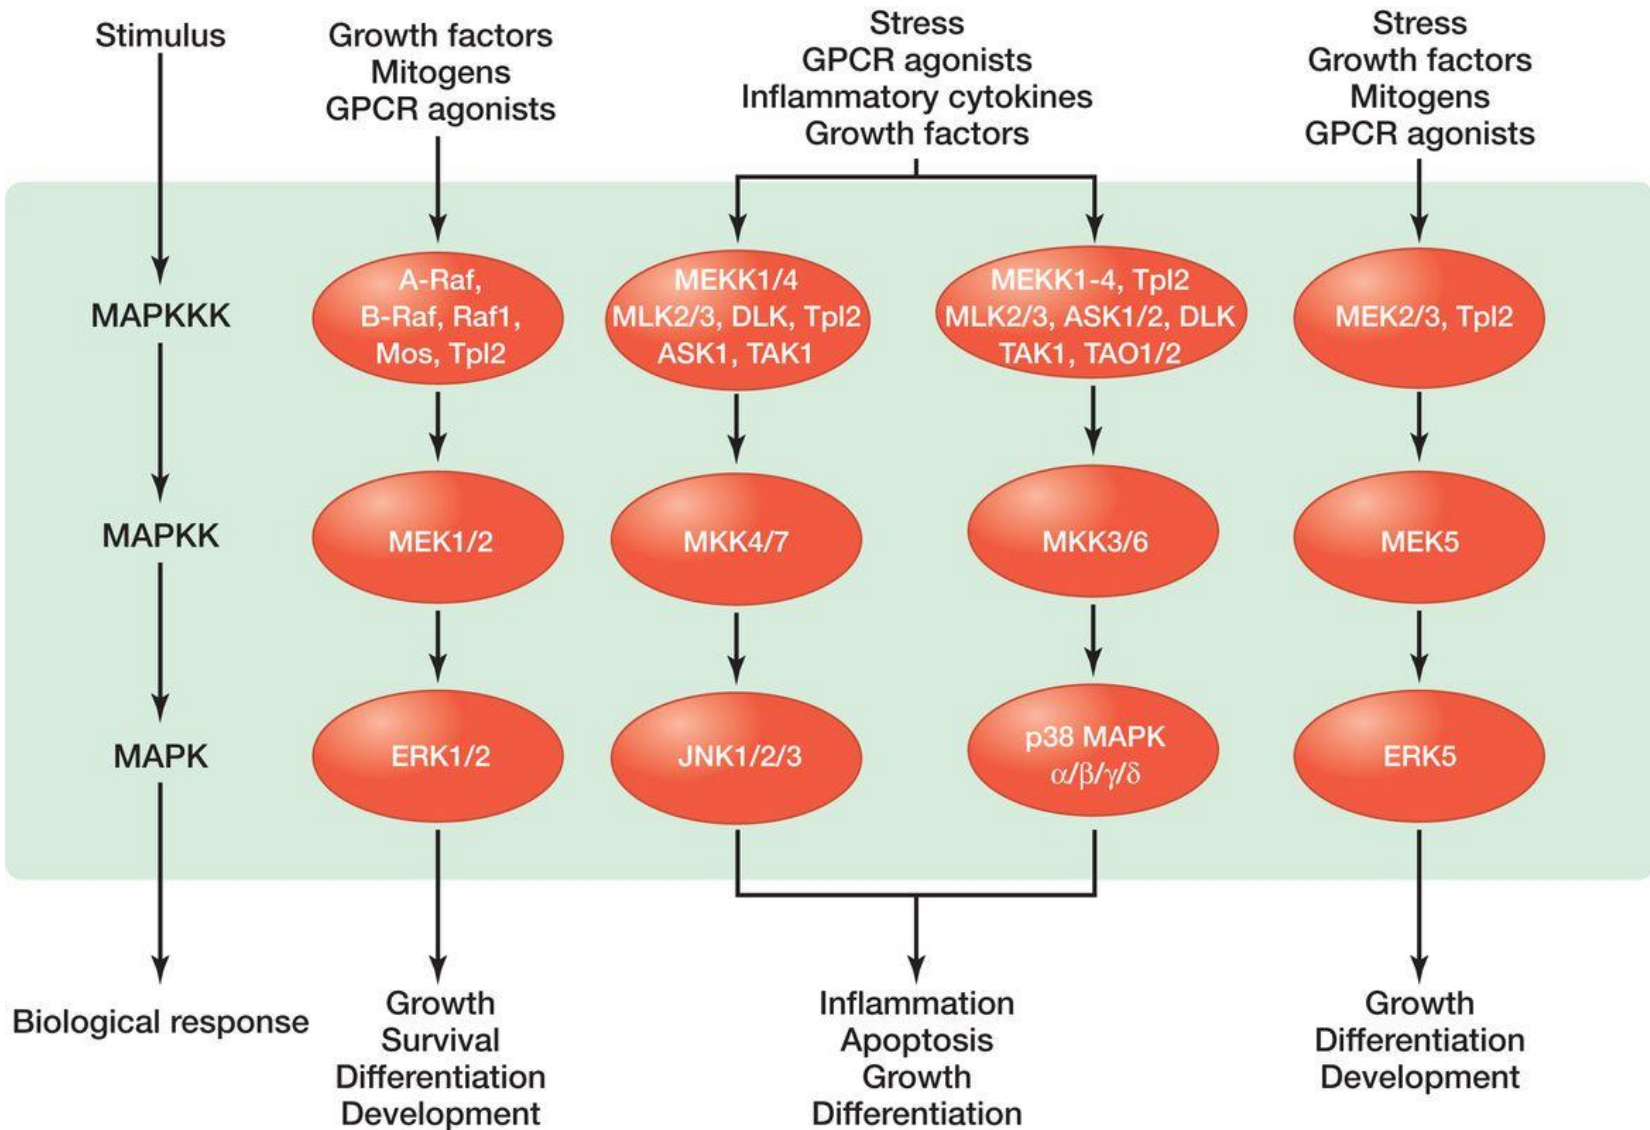 Stimulus
Growth factors
Mitogens
GPCR agonists
Stress
GPCR agonists
Inflammatory cytokines
Growth factors
Stress
Growth factors
Mitogens
GPCR agonists
MAPKKK
A-Raf,
B-Raf, Raf1,
Mos, Tpl2
MEKK1/4
MLK2/3, DLK, Tpl2
ASK1, TAK1
MEKK1-4, Tpl2
MLK2/3, ASK1/2, DLK
TAK1, TAO1/2
MEK2/3, Tpl2
MAPKK
MEK1/2
MKK4/7
MKK3/6
MEK5
MAPK
ERK1/2
JNK1/2/3
p38 MAPK
α/β/γ/δ
ERK5
Biological response
Growth
Survival
Differentiation
Development
Inflammation
Apoptosis
Growth
Differentiation
Growth
Differentiation
Development